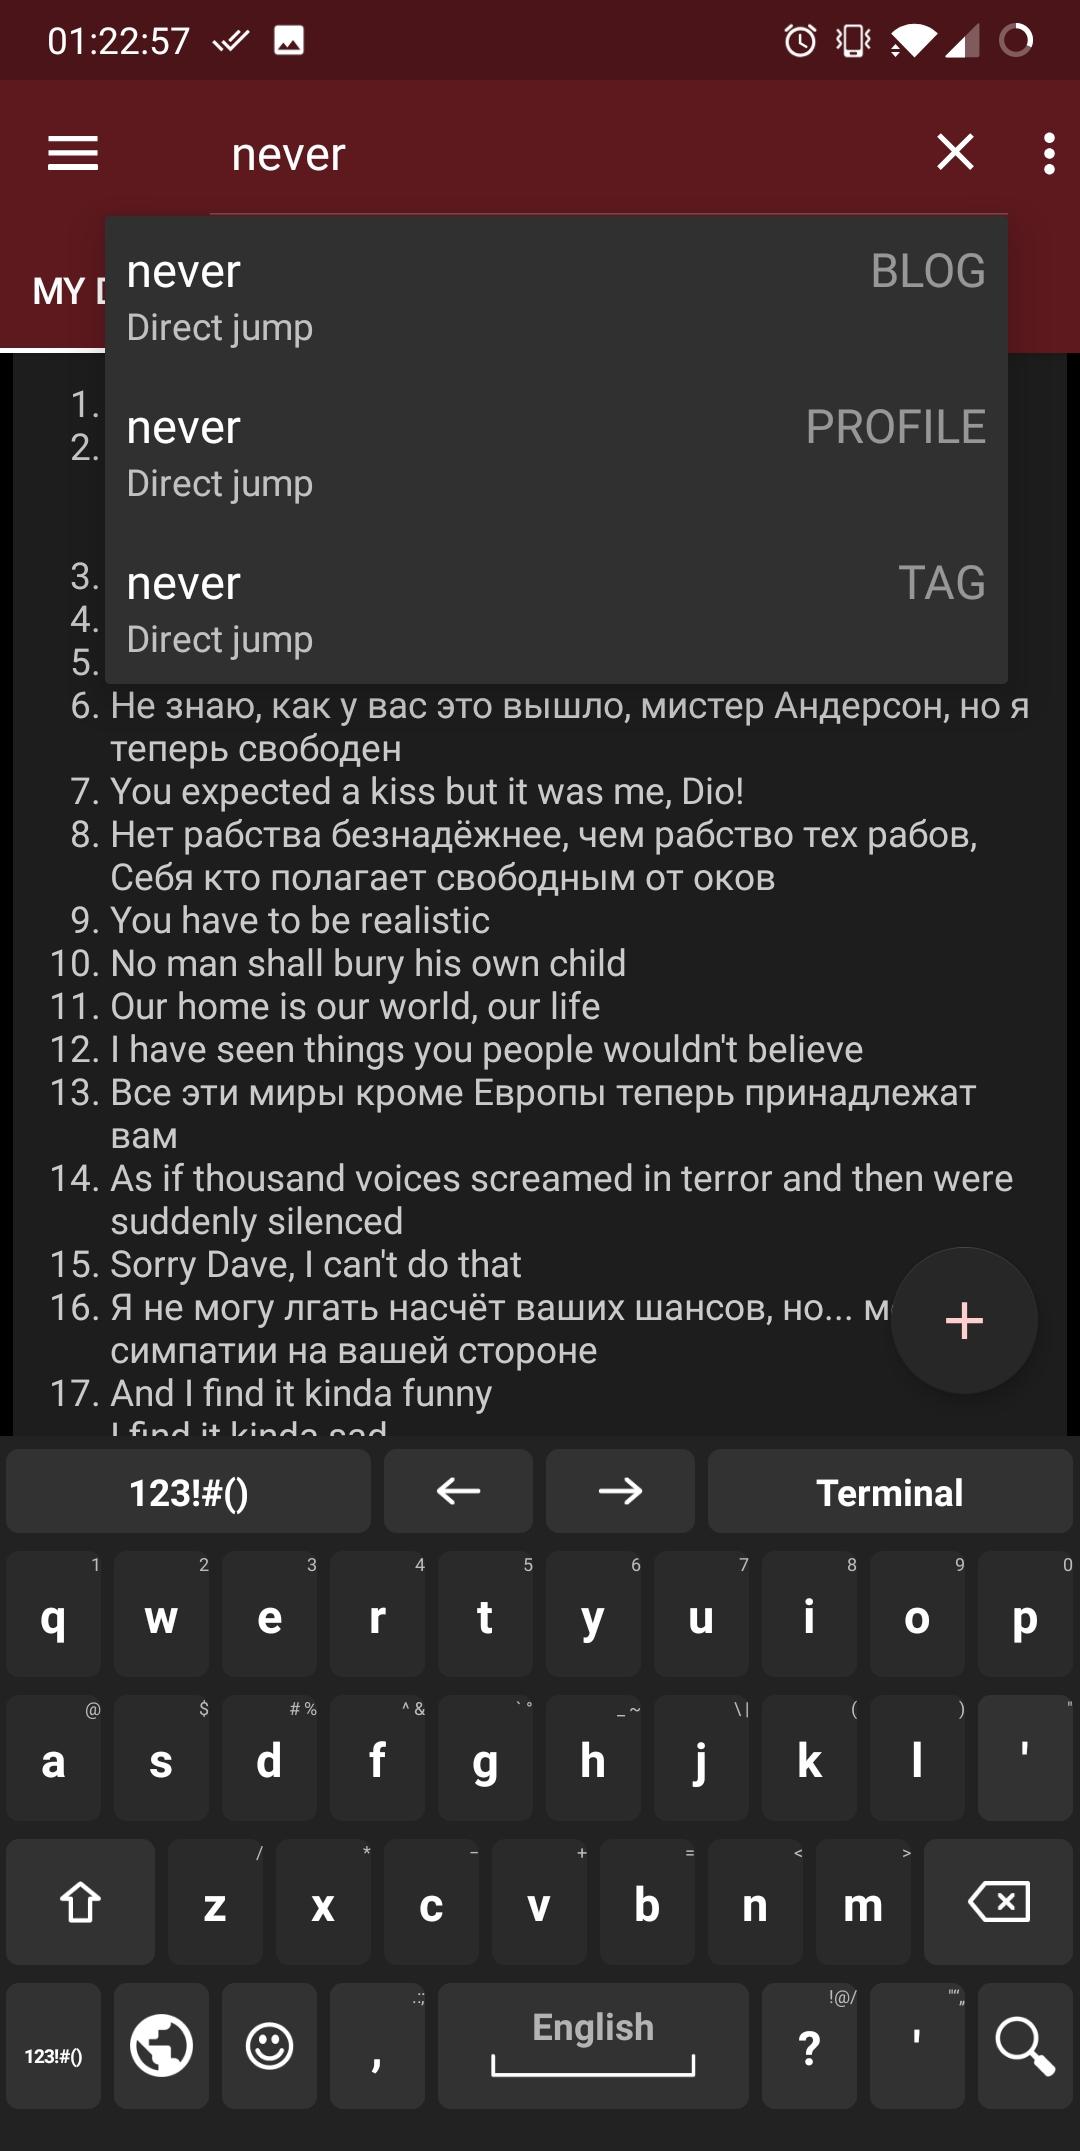 01:22:57
never
MY
never BLOG
Direct jump
never PROFILE
Direct jump
never TAG
Direct jump
1.
2.
3.
4.
5.
6. Не знаю, как у вас это вышло, мистер Андерсон, но я
теперь свободен
7. You expected a kiss but it was me, Dio!
8. Нет рабства безнадёжнее, чем рабство тех рабов,
Себя кто полагает свободным от оков
9. You have to be realistic
10. No man shall bury his own child
11. Our home is our world, our life
12. I have seen things you people wouldn't believe
13. Все эти миры кроме Европы теперь принадлежат
вам
14. As if thousand voices screamed in terror and then were
suddenly silenced
15. Sorry Dave, I can't do that
16. Я не могу лгать насчёт ваших шансов, но...
симпатии на вашей стороне
17. And I find it kinda funny
I find it kinda sad
123!#() ← → Terminal
1 2 3 4 5 6 7 8 9 0
q w e r t y u i o p
@ $ # % ^ & ` ° _ ~ \ | ( ) "
a s d f g h j k l '
/ * − + = < >
z x c v b n m
.:; !@/ "“„
123!#() , English ? '